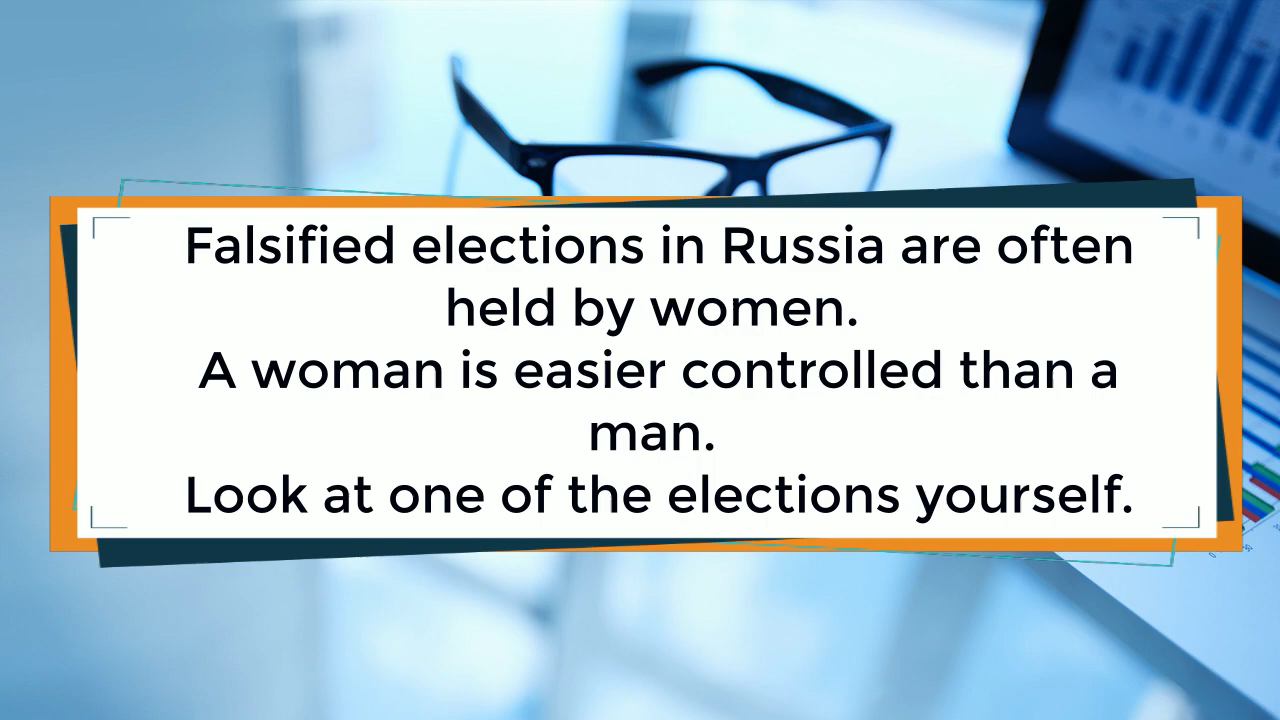 Falsified elections in Russia are often
held by women.
A woman is easier controlled than a
man.
Look at one of the elections yourself.